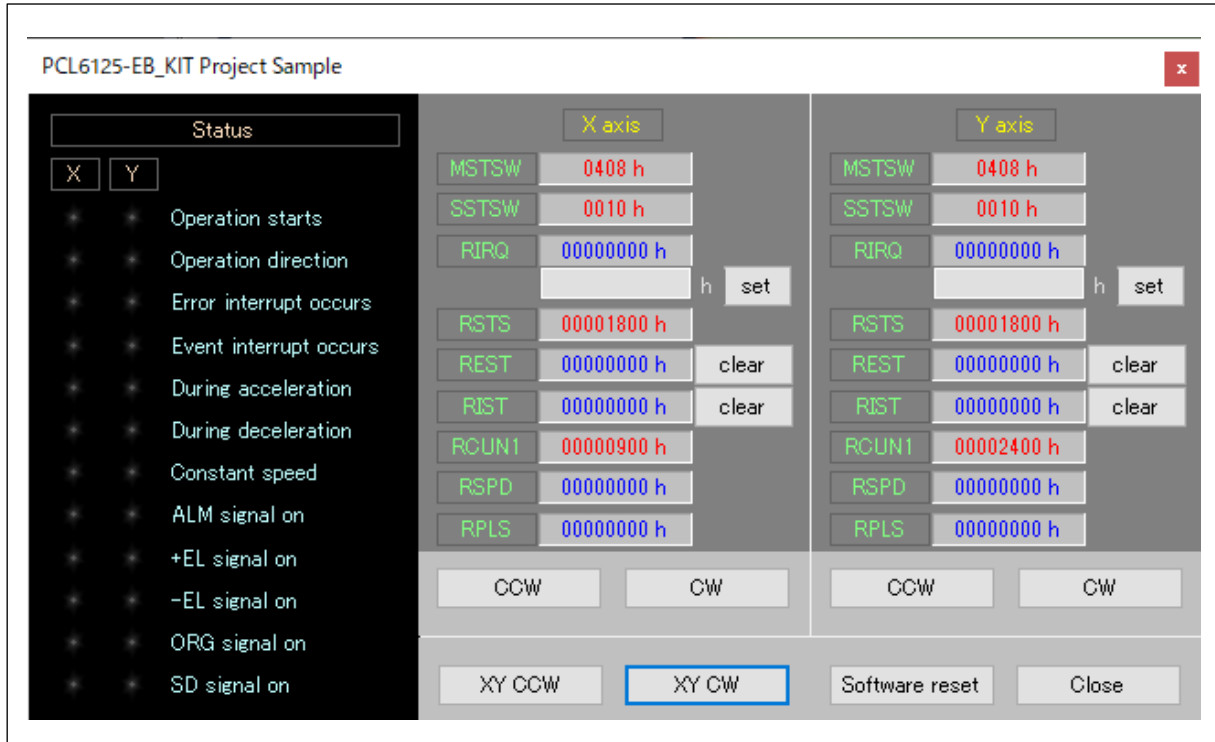 PCL6125-EB_KIT Project Sample
x
Status
X Y
Operation starts
Operation direction
Error interrupt occurs
Event interrupt occurs
During acceleration
During deceleration
Constant speed
ALM signal on
+EL signal on
-EL signal on
ORG signal on
SD signal on
X axis
MSTSW 0408 h
SSTSW 0010 h
RIRQ 00000000 h
h set
RSTS 00001800 h
REST 00000000 h clear
RIST 00000000 h clear
RCUN1 00000900 h
RSPD 00000000 h
RPLS 00000000 h
CCW CW
Y axis
MSTSW 0408 h
SSTSW 0010 h
RIRQ 00000000 h
h set
RSTS 00001800 h
REST 00000000 h clear
RIST 00000000 h clear
RCUN1 00002400 h
RSPD 00000000 h
RPLS 00000000 h
CCW CW
XY CCW XY CW Software reset Close